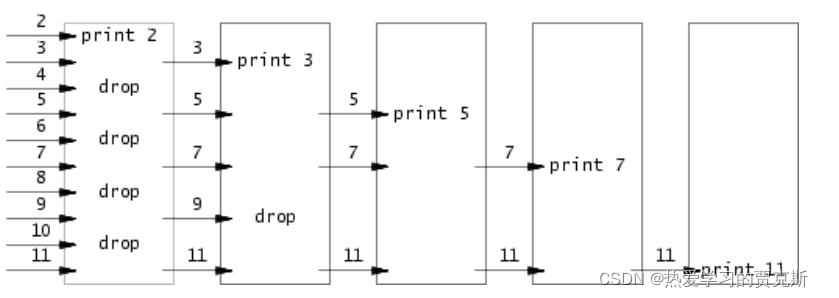 2
print 2
3
3
print 3
4
drop
5
5
5
print 5
6
drop
7
7
7
7
print 7
8
drop
9
9
drop
10
drop
11
11
11
11
11
print 11
CSDN @热爱学习的贾克斯